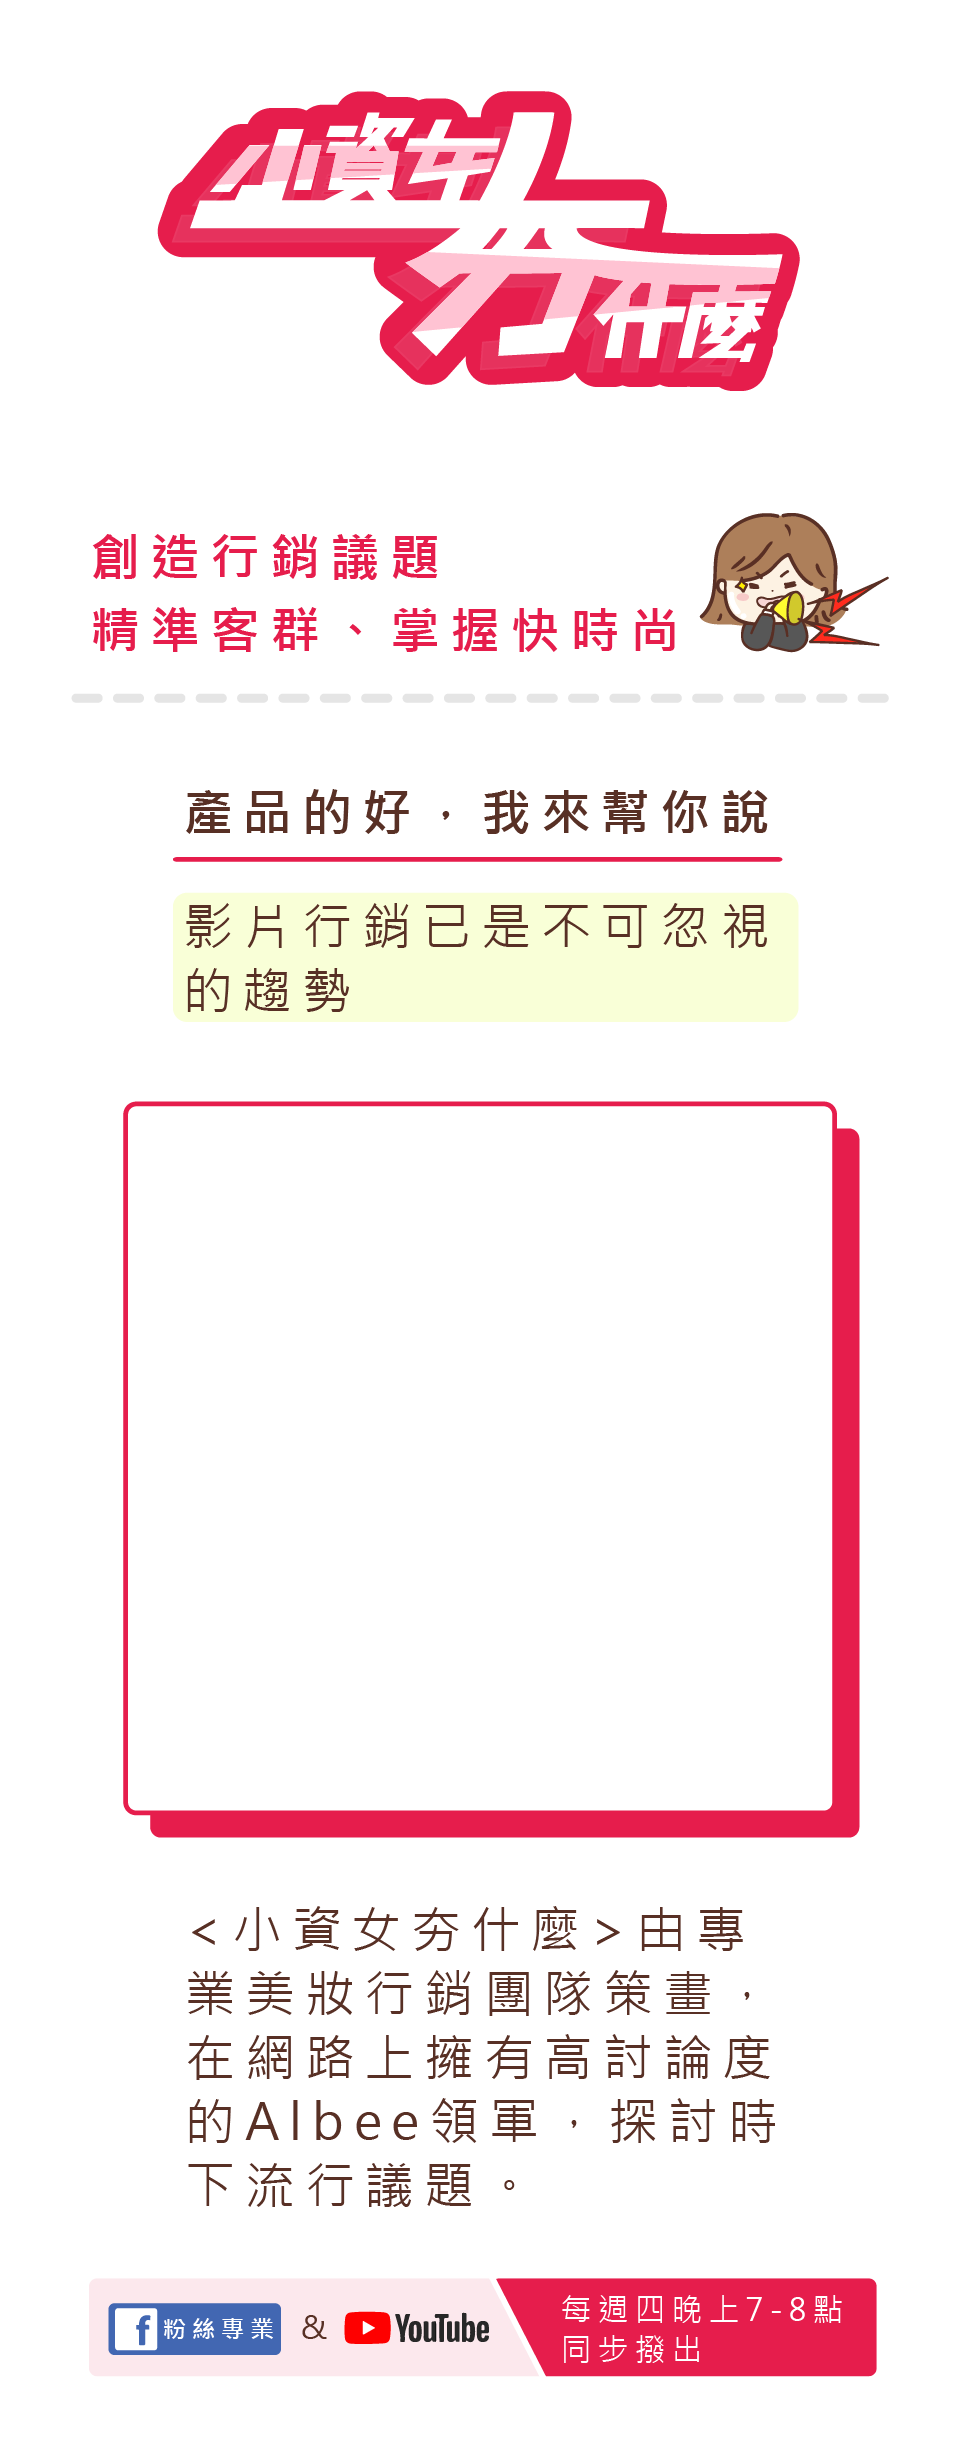 小資女
夯
什麼
創造行銷議題
精準客群、掌握快時尚
產品的好，我來幫你說
影片行銷已是不可忽視
的趨勢
<小資女夯什麼>由專
業美妝行銷團隊策畫，
在網路上擁有高討論度
的Albee領軍，探討時
下流行議題。
f 粉絲專業 & YouTube
每週四晚上7-8點
同步撥出